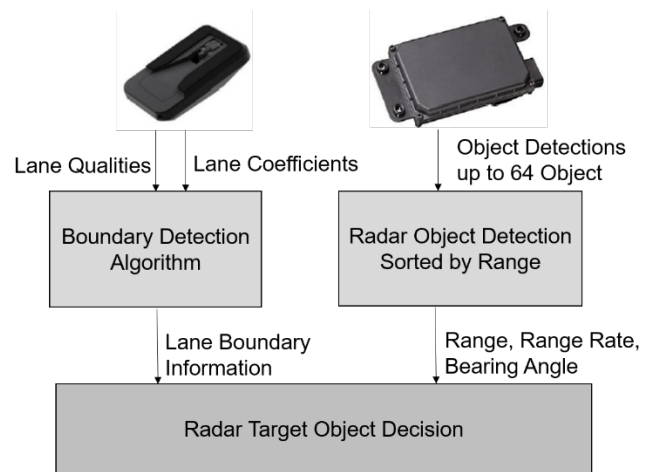 Lane Qualities
Lane Coefficients
Object Detections
up to 64 Object
Boundary Detection
Algorithm
Radar Object Detection
Sorted by Range
Lane Boundary
Information
Range, Range Rate,
Bearing Angle
Radar Target Object Decision